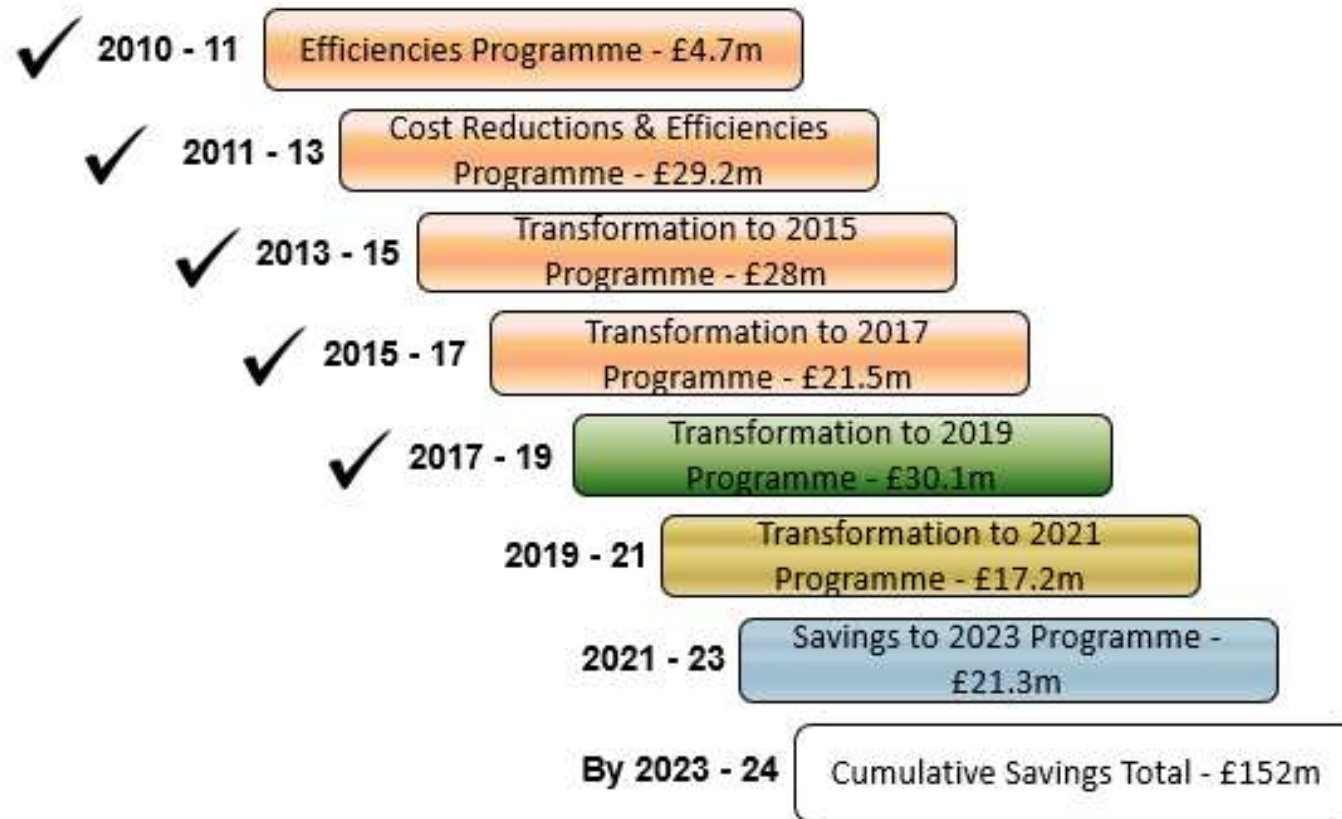 2010 - 11 Efficiencies Programme - £4.7m
2011 - 13 Cost Reductions & Efficiencies
Programme - £29.2m
2013 - 15 Transformation to 2015
Programme - £28m
2015 - 17 Transformation to 2017
Programme - £21.5m
2017 - 19 Transformation to 2019
Programme - £30.1m
2019 - 21 Transformation to 2021
Programme - £17.2m
2021 - 23 Savings to 2023 Programme -
£21.3m
By 2023 - 24 Cumulative Savings Total - £152m